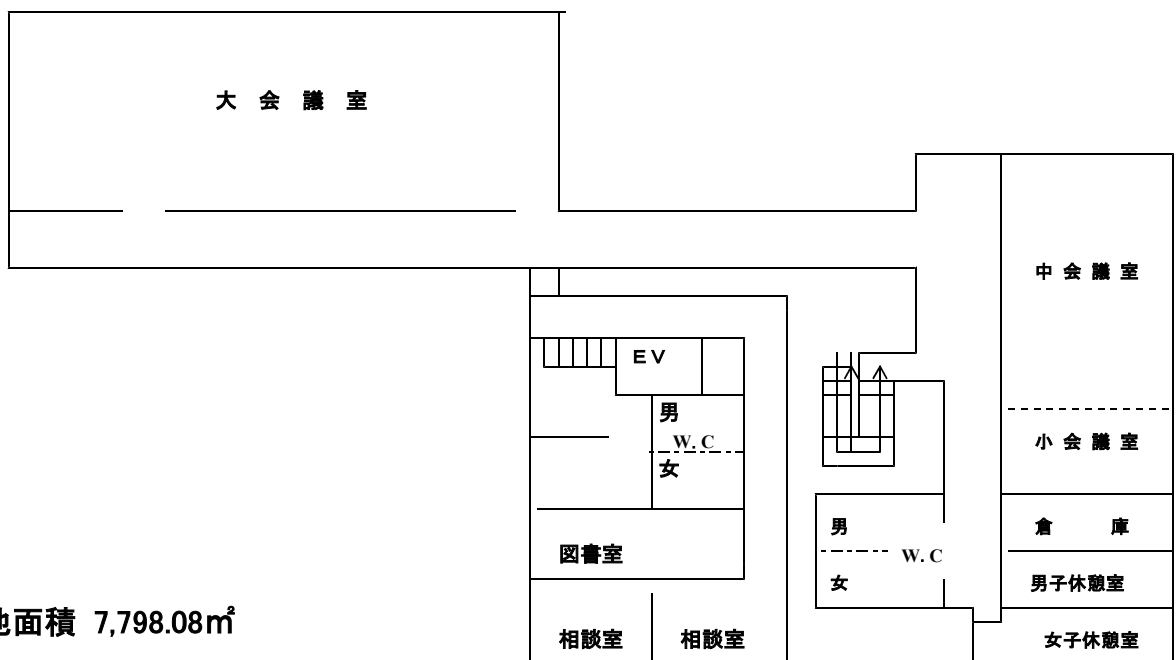 大 会 議 室
中 会 議 室
ＥＶ
男
W.C
女
小 会 議 室
男
W.C
女
倉 庫
図書室
男子休憩室
地面積 7,798.08㎡
相談室
相談室
女子休憩室